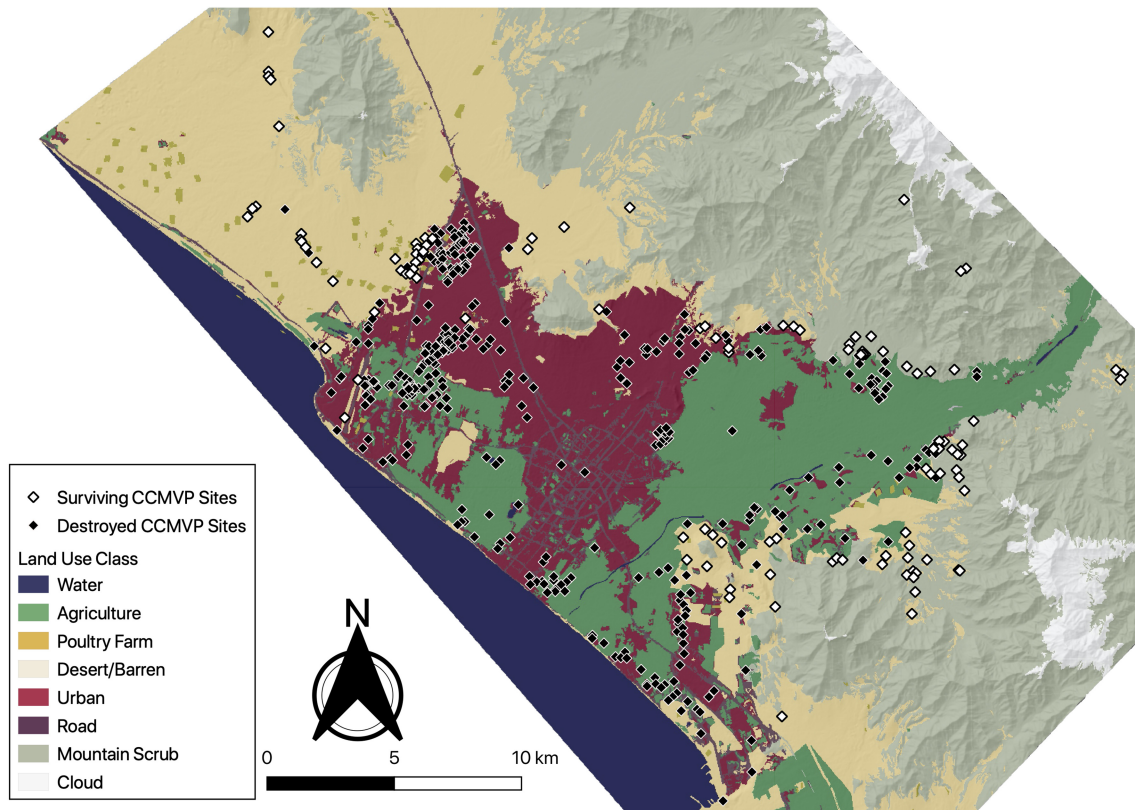 Surviving CCMVP Sites
Destroyed CCMVP Sites
Land Use Class
Water
Agriculture
Poultry Farm
Desert/Barren
Urban
Road
Mountain Scrub
Cloud
N
0 5 10 km